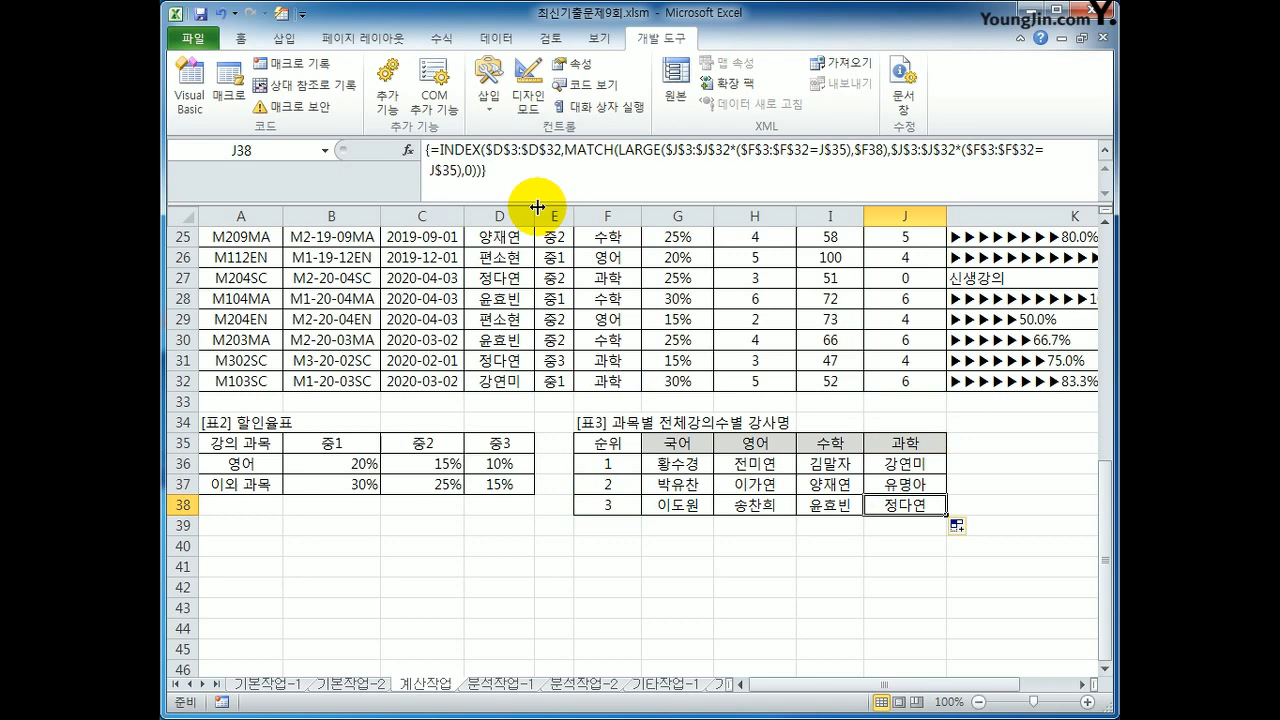 최신기출문제9회.xlsm - Microsoft Excel
YoungJin.com Y.
파일 홈 삽입 페이지 레이아웃 수식 데이터 검토 보기 개발 도구
Visual Basic 매크로 매크로 기록 상대 참조로 기록 매크로 보안 코드
추가 기능 COM 추가 기능 추가 기능
삽입 디자인 모드 속성 코드 보기 대화 상자 실행 컨트롤
원본 맵 속성 확장 팩 데이터 새로 고침 가져오기 내보내기 XML
문서 창 수정
J38 fx {=INDEX($D$3:$D$32,MATCH(LARGE($J$3:$J$32*($F$3:$F$32=J$35),$F38),$J$3:$J$32*($F$3:$F$32=
J$35),0))}
A B C D E F G H I J K
25 M209MA M2-19-09MA 2019-09-01 양재연 중2 수학 25% 4 58 5 ▶▶▶▶▶▶▶▶80.0%
26 M112EN M1-19-12EN 2019-12-01 편소현 중1 영어 20% 5 100 4 ▶▶▶▶▶▶▶▶▶▶
27 M204SC M2-20-04SC 2020-04-03 정다연 중2 과학 25% 3 51 0 신생강의
28 M104MA M1-20-04MA 2020-04-03 윤효빈 중1 수학 30% 6 72 6 ▶▶▶▶▶▶▶▶▶▶1
29 M204EN M2-20-04EN 2020-04-03 편소현 중2 영어 15% 2 73 4 ▶▶▶▶▶50.0%
30 M203MA M2-20-03MA 2020-03-02 윤효빈 중2 수학 25% 4 66 6 ▶▶▶▶▶▶66.7%
31 M302SC M3-20-02SC 2020-02-01 정다연 중3 과학 15% 3 47 4 ▶▶▶▶▶▶▶75.0%
32 M103SC M1-20-03SC 2020-03-02 강연미 중1 과학 30% 5 52 6 ▶▶▶▶▶▶▶▶83.3%
33
34 [표2] 할인율표 [표3] 과목별 전체강의수별 강사명
35 강의 과목 중1 중2 중3 순위 국어 영어 수학 과학
36 영어 20% 15% 10% 1 황수경 전미연 김말자 강연미
37 이외 과목 30% 25% 15% 2 박유찬 이가연 양재연 유명아
38 3 이도원 송찬희 윤효빈 정다연
39
40
41
42
43
44
45
46
기본작업-1 기본작업-2 계산작업 분석작업-1 분석작업-2 기타작업-1
준비 100%